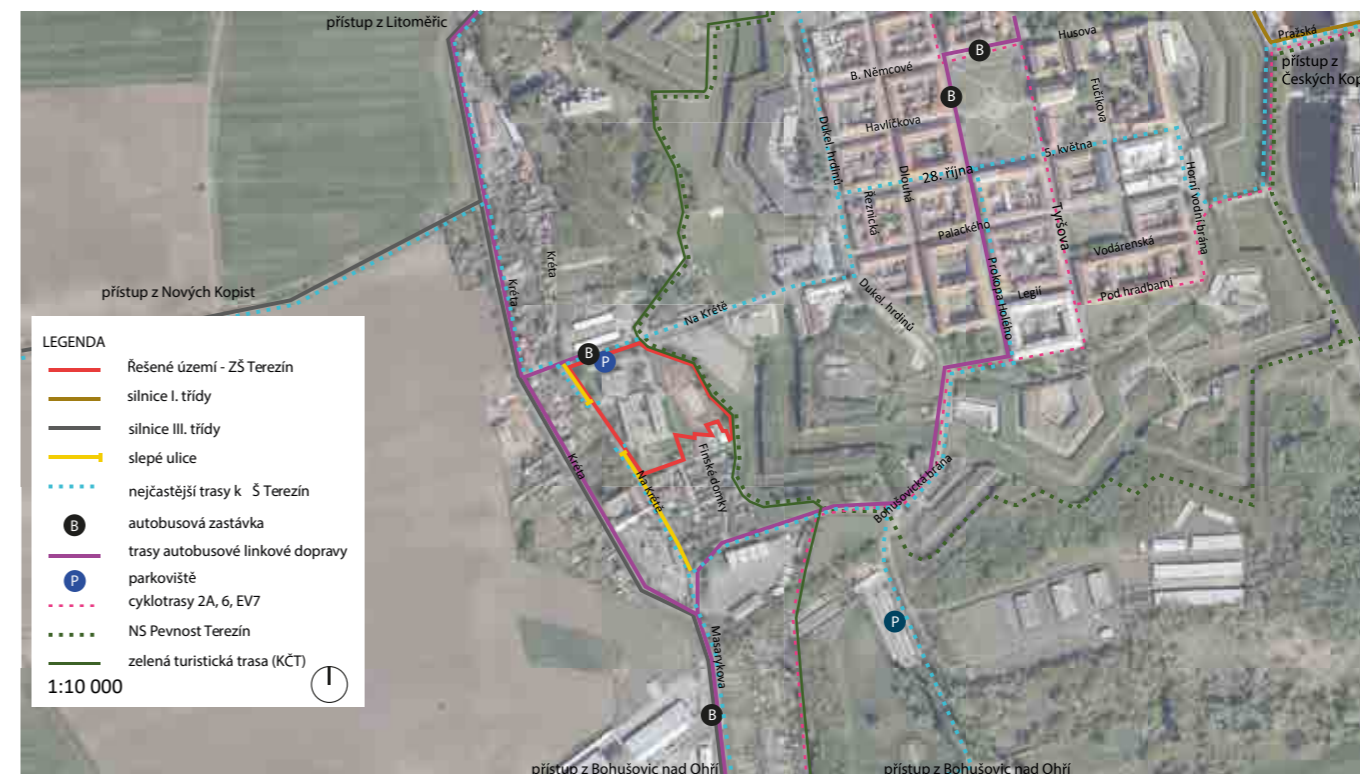 přístup z Litoměřic
Husova
Pražská
přístup z
Českých Kop
B. Němcové
B
B
Fučíkova
Havlíčkova
Dukel. hrdinů
5. května
28. října
Dlouhá
Řeznická
Horní vodní brána
Tyršova
Palackého
Vodárenská
Kréta
Kréta
Prokopa Holého
přístup z Nových Kopist
Dukel. hrdinů
Legií
Pod hradbami
Na Krétě
B
P
Kréta
Finské domky
Na Krétě
Bohušovická brána
P
Masarykova
B
přístup z Bohušovic nad Ohří
přístup z Bohušovic nad Ohří
LEGENDA
Řešené území - ZŠ Terezín
silnice I. třídy
silnice III. třídy
slepé ulice
nejčastější trasy k Š Terezín
B autobusová zastávka
trasy autobusové linkové dopravy
P parkoviště
cyklotrasy 2A, 6, EV7
NS Pevnost Terezín
zelená turistická trasa (KČT)
1:10 000